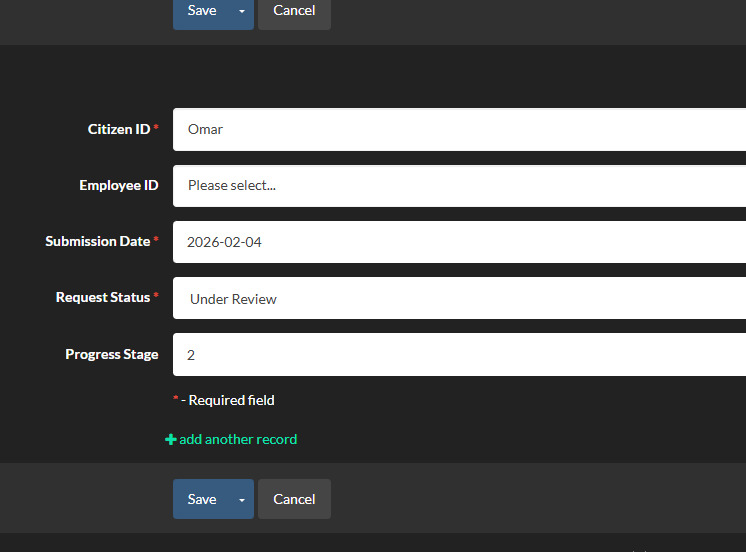 Save Cancel
Citizen ID * Omar
Employee ID Please select...
Submission Date * 2026-02-04
Request Status * Under Review
Progress Stage 2
* - Required field
add another record
Save Cancel